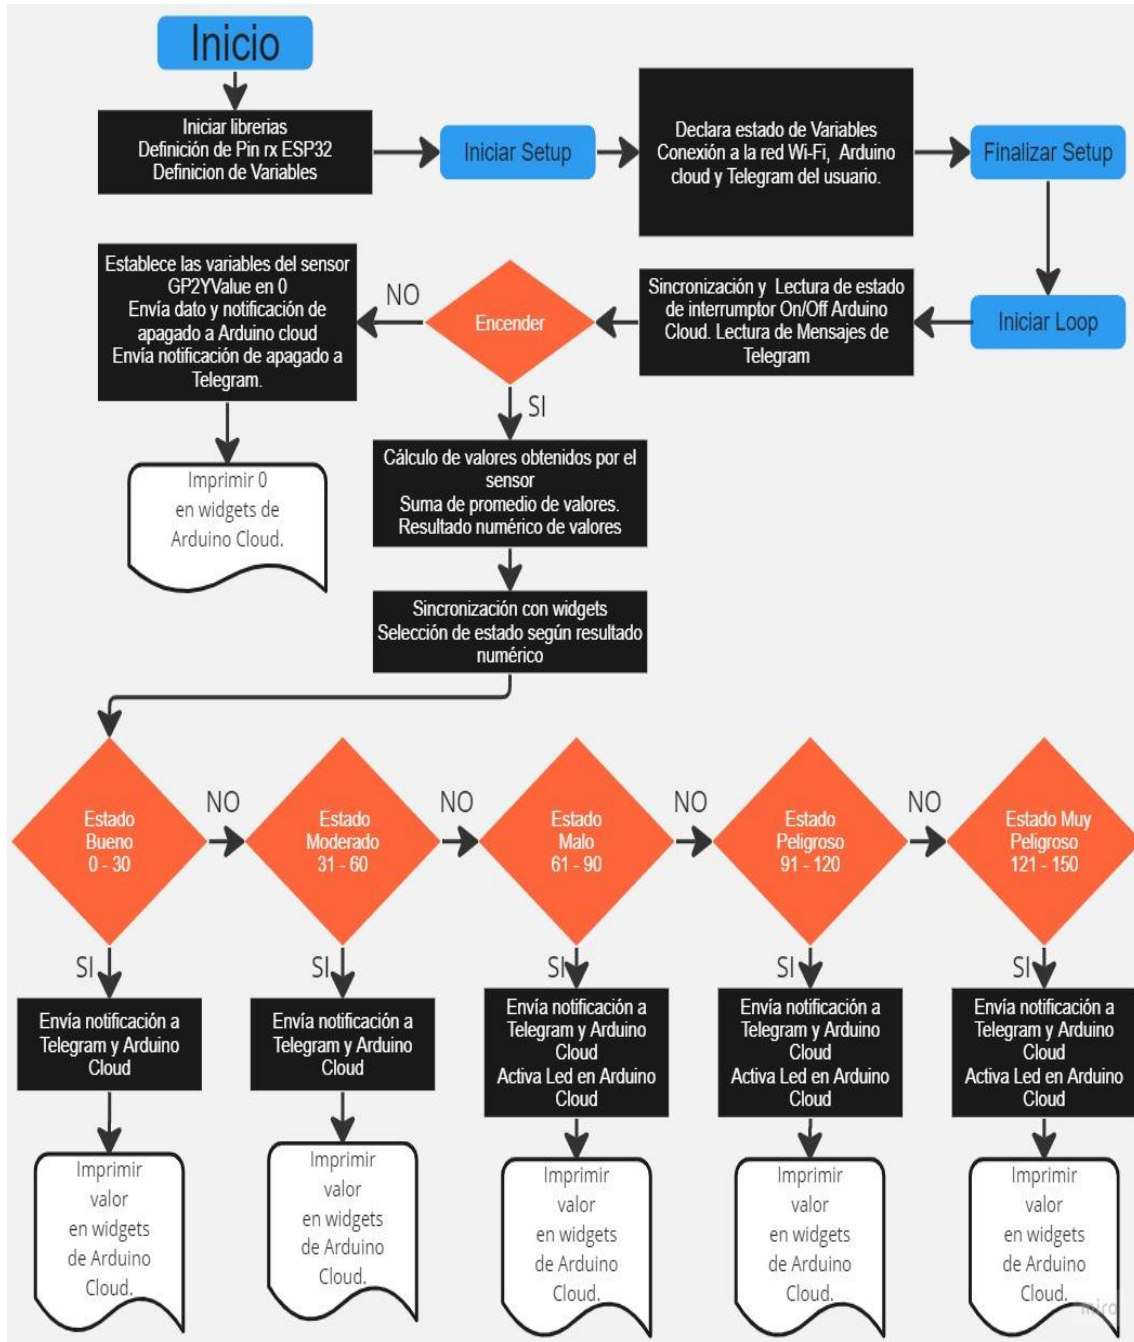 Inicio
Iniciar librerias
Definición de Pin rx ESP32
Definicion de Variables
Iniciar Setup
Declara estado de Variables
Conexión a la red Wi-Fi, Arduino
cloud y Telegram del usuario.
Finalizar Setup
Iniciar Loop
Sincronización y Lectura de estado
de interrumptor On/Off Arduino
Cloud. Lectura de Mensajes de
Telegram
Encender
NO
Establece las variables del sensor
GP2YValue en 0
Envía dato y notificación de
apagado a Arduino cloud
Envía notificación de apagado a
Telegram.
Imprimir 0
en widgets de
Arduino Cloud.
SI
Cálculo de valores obtenidos por el
sensor
Suma de promedio de valores.
Resultado numérico de valores
Sincronización con widgets
Selección de estado según resultado
numérico
Estado
Bueno
0 - 30
NO
Estado
Moderado
31 - 60
NO
Estado
Malo
61 - 90
NO
Estado
Peligroso
91 - 120
NO
Estado Muy
Peligroso
121 - 150
SI
Envía notificación a
Telegram y Arduino
Cloud
Imprimir
valor
en widgets
de Arduino
Cloud.
SI
Envía notificación a
Telegram y Arduino
Cloud
Imprimir
valor
en widgets
de Arduino
Cloud.
SI
Envía notificación a
Telegram y Arduino
Cloud
Activa Led en Arduino
Cloud
Imprimir
valor
en widgets
de Arduino
Cloud.
SI
Envía notificación a
Telegram y Arduino
Cloud
Activa Led en Arduino
Cloud
Imprimir
valor
en widgets
de Arduino
Cloud.
SI
Envía notificación a
Telegram y Arduino
Cloud
Activa Led en Arduino
Cloud
Imprimir
valor
en widgets
de Arduino
Cloud.
miro